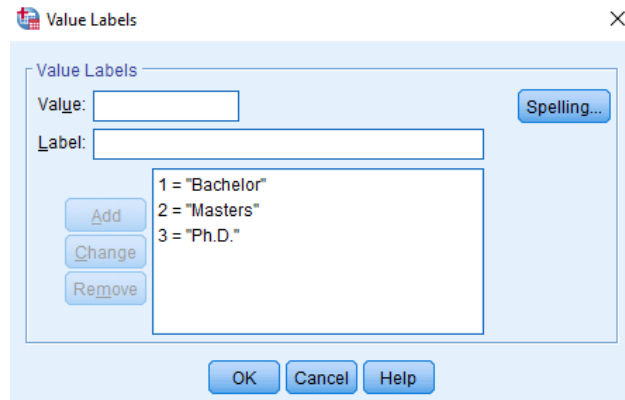 Value Labels
Value Labels
Value:
Spelling...
Label:
1 = "Bachelor"
2 = "Masters"
3 = "Ph.D."
Add
Change
Remove
OK Cancel Help